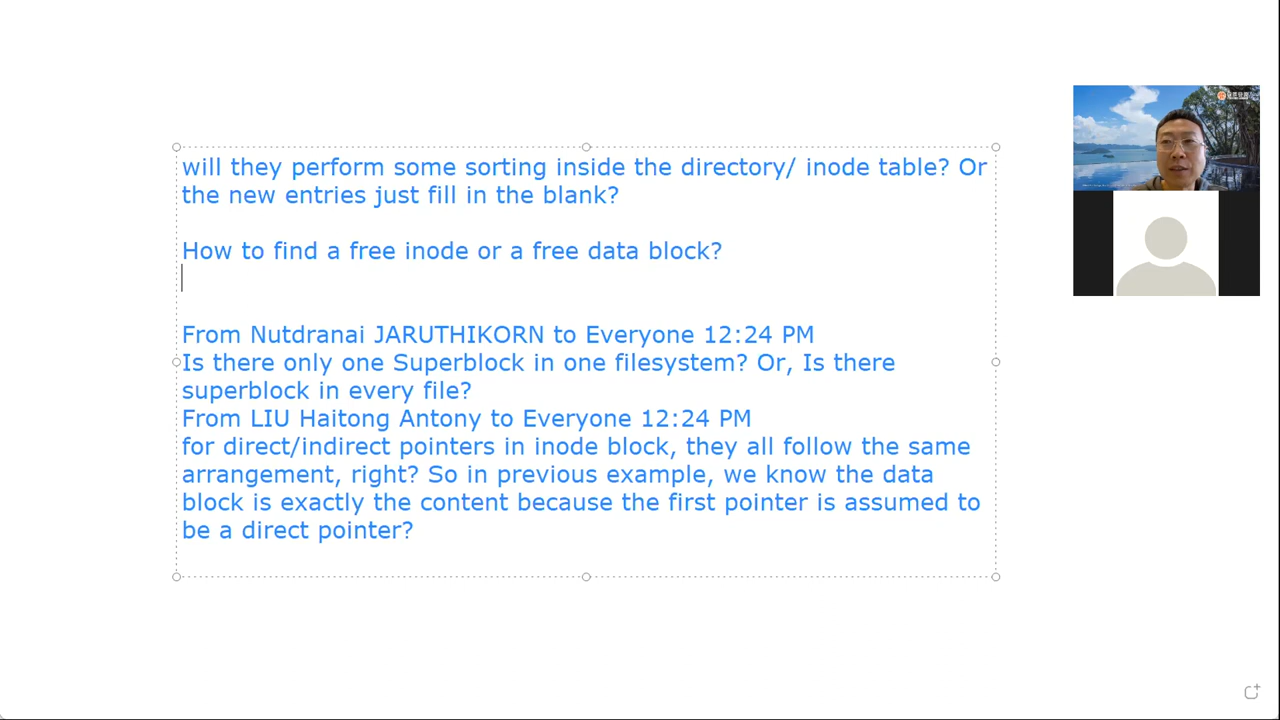 will they perform some sorting inside the directory/ inode table? Or
the new entries just fill in the blank?
How to find a free inode or a free data block?
From Nutdranai JARUTHIKORN to Everyone 12:24 PM
Is there only one Superblock in one filesystem? Or, Is there
superblock in every file?
From LIU Haitong Antony to Everyone 12:24 PM
for direct/indirect pointers in inode block, they all follow the same
arrangement, right? So in previous example, we know the data
block is exactly the content because the first pointer is assumed to
be a direct pointer?